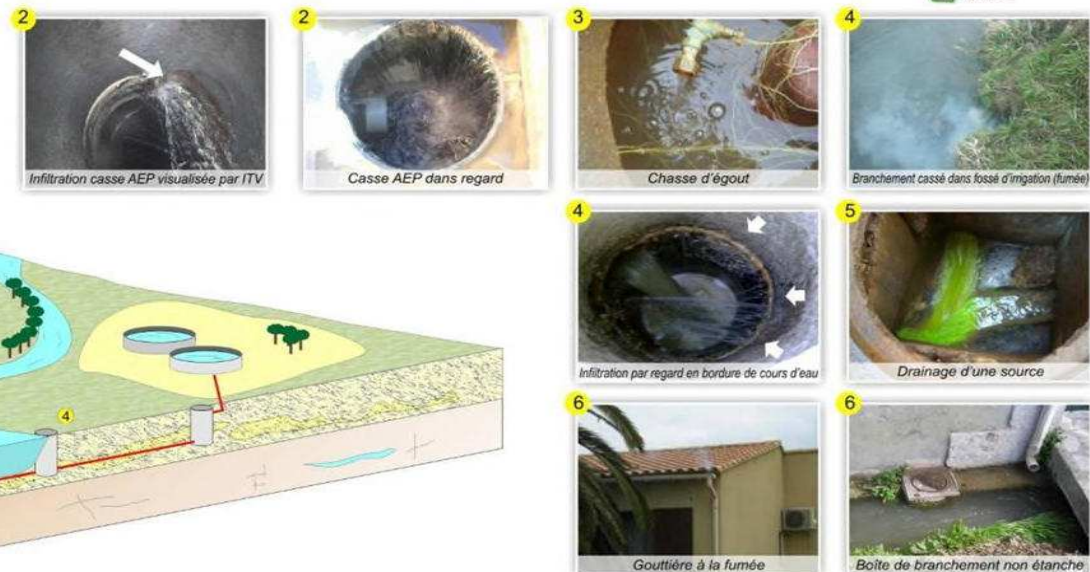 2
Infiltration casse AEP visualisée par ITV
2
Casse AEP dans regard
3
Chasse d'égout
4
Branchement cassé dans fossé d'irrigation (fumée)
4
Infiltration par regard en bordure de cours d'eau
5
Drainage d'une source
4
6
Gouttière à la fumée
6
Boîte de branchement non étanche